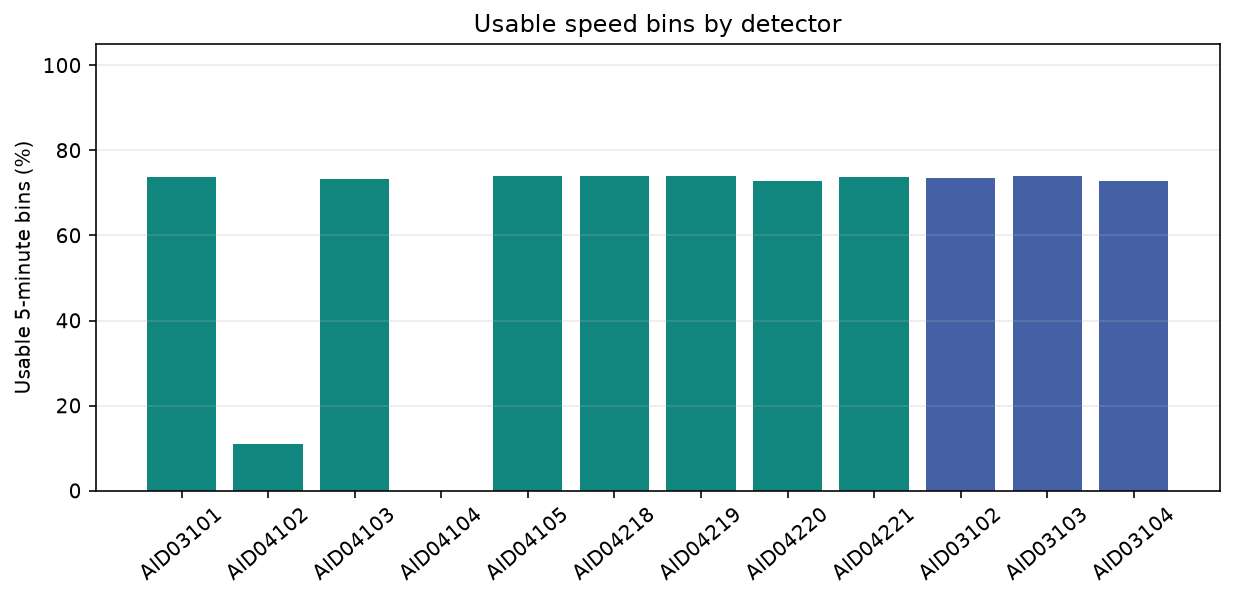 Usable speed bins by detector
Usable 5-minute bins (%)
100
80
60
40
20
0
AID03101
AID04102
AID04103
AID04104
AID04105
AID04218
AID04219
AID04220
AID04221
AID03102
AID03103
AID03104